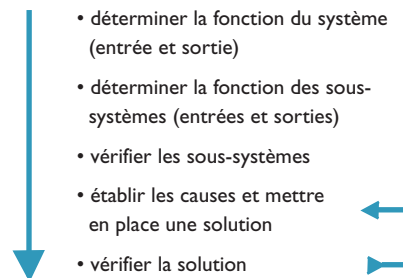 • déterminer la fonction du système
(entrée et sortie)
• déterminer la fonction des sous-
systèmes (entrées et sorties)
• vérifier les sous-systèmes
• établir les causes et mettre
en place une solution
• vérifier la solution